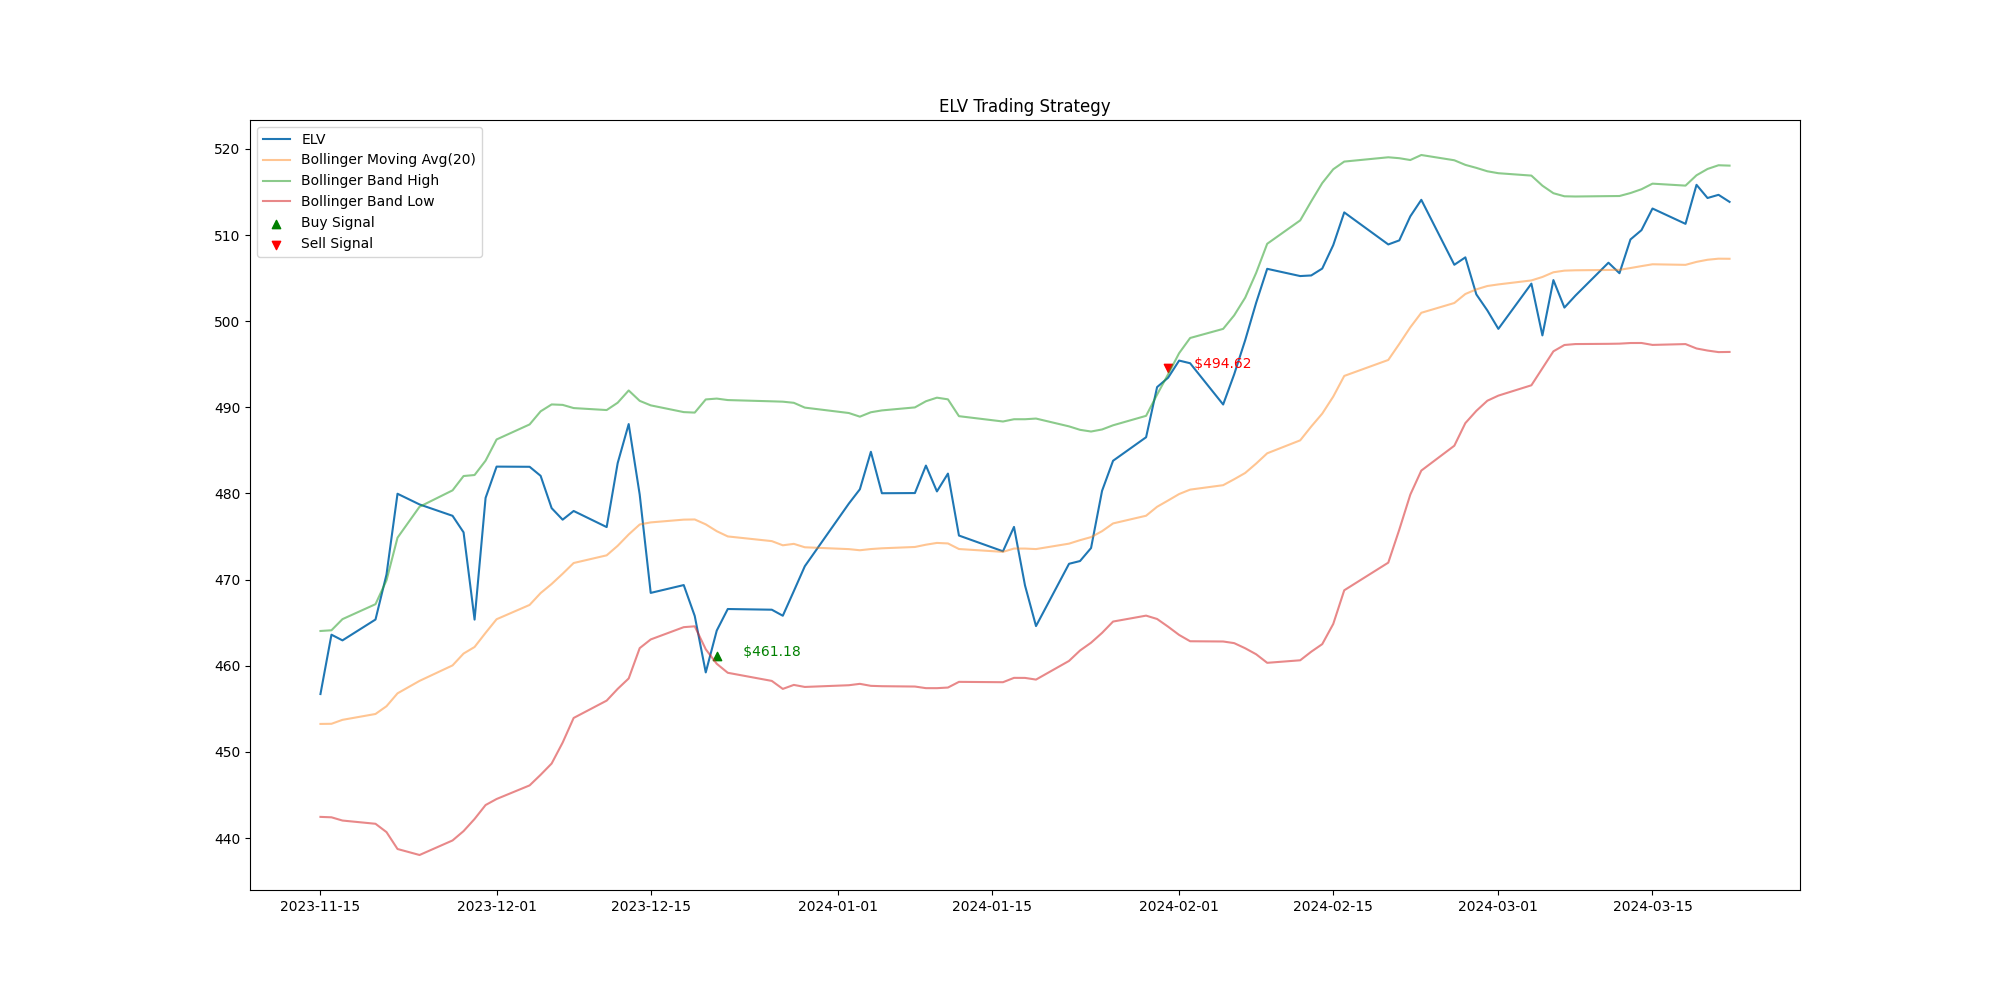 ELV Trading Strategy
ELV
Bollinger Moving Avg(20)
Bollinger Band High
Bollinger Band Low
Buy Signal
Sell Signal
520
510
500
490
480
470
460
450
440
$494.62
$461.18
2023-11-15
2023-12-01
2023-12-15
2024-01-01
2024-01-15
2024-02-01
2024-02-15
2024-03-01
2024-03-15